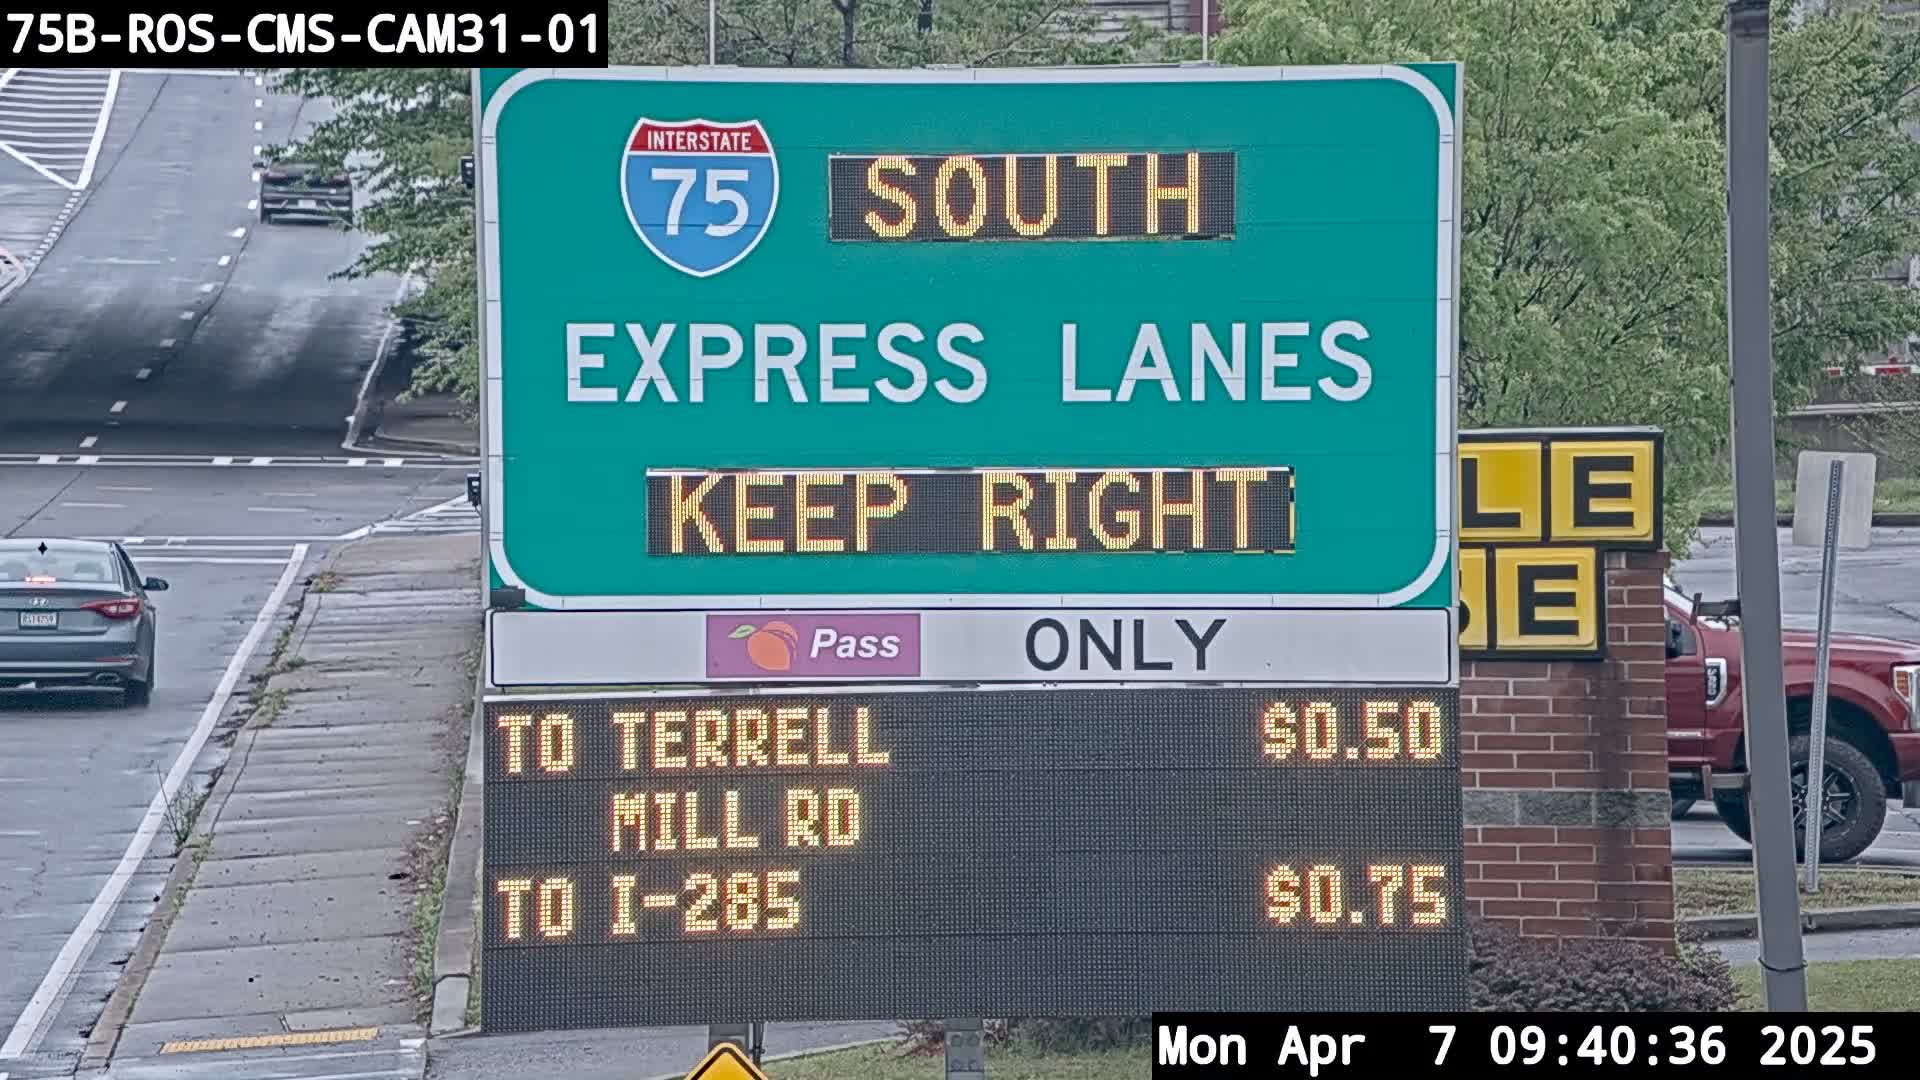 75B-ROS-CMS-CAM31-01
INTERSTATE
75
SOUTH
EXPRESS LANES
KEEP RIGHT
Pass ONLY
TO TERRELL $0.50
MILL RD
TO I-285 $0.75
LE
E
Mon Apr 7 09:40:36 2025